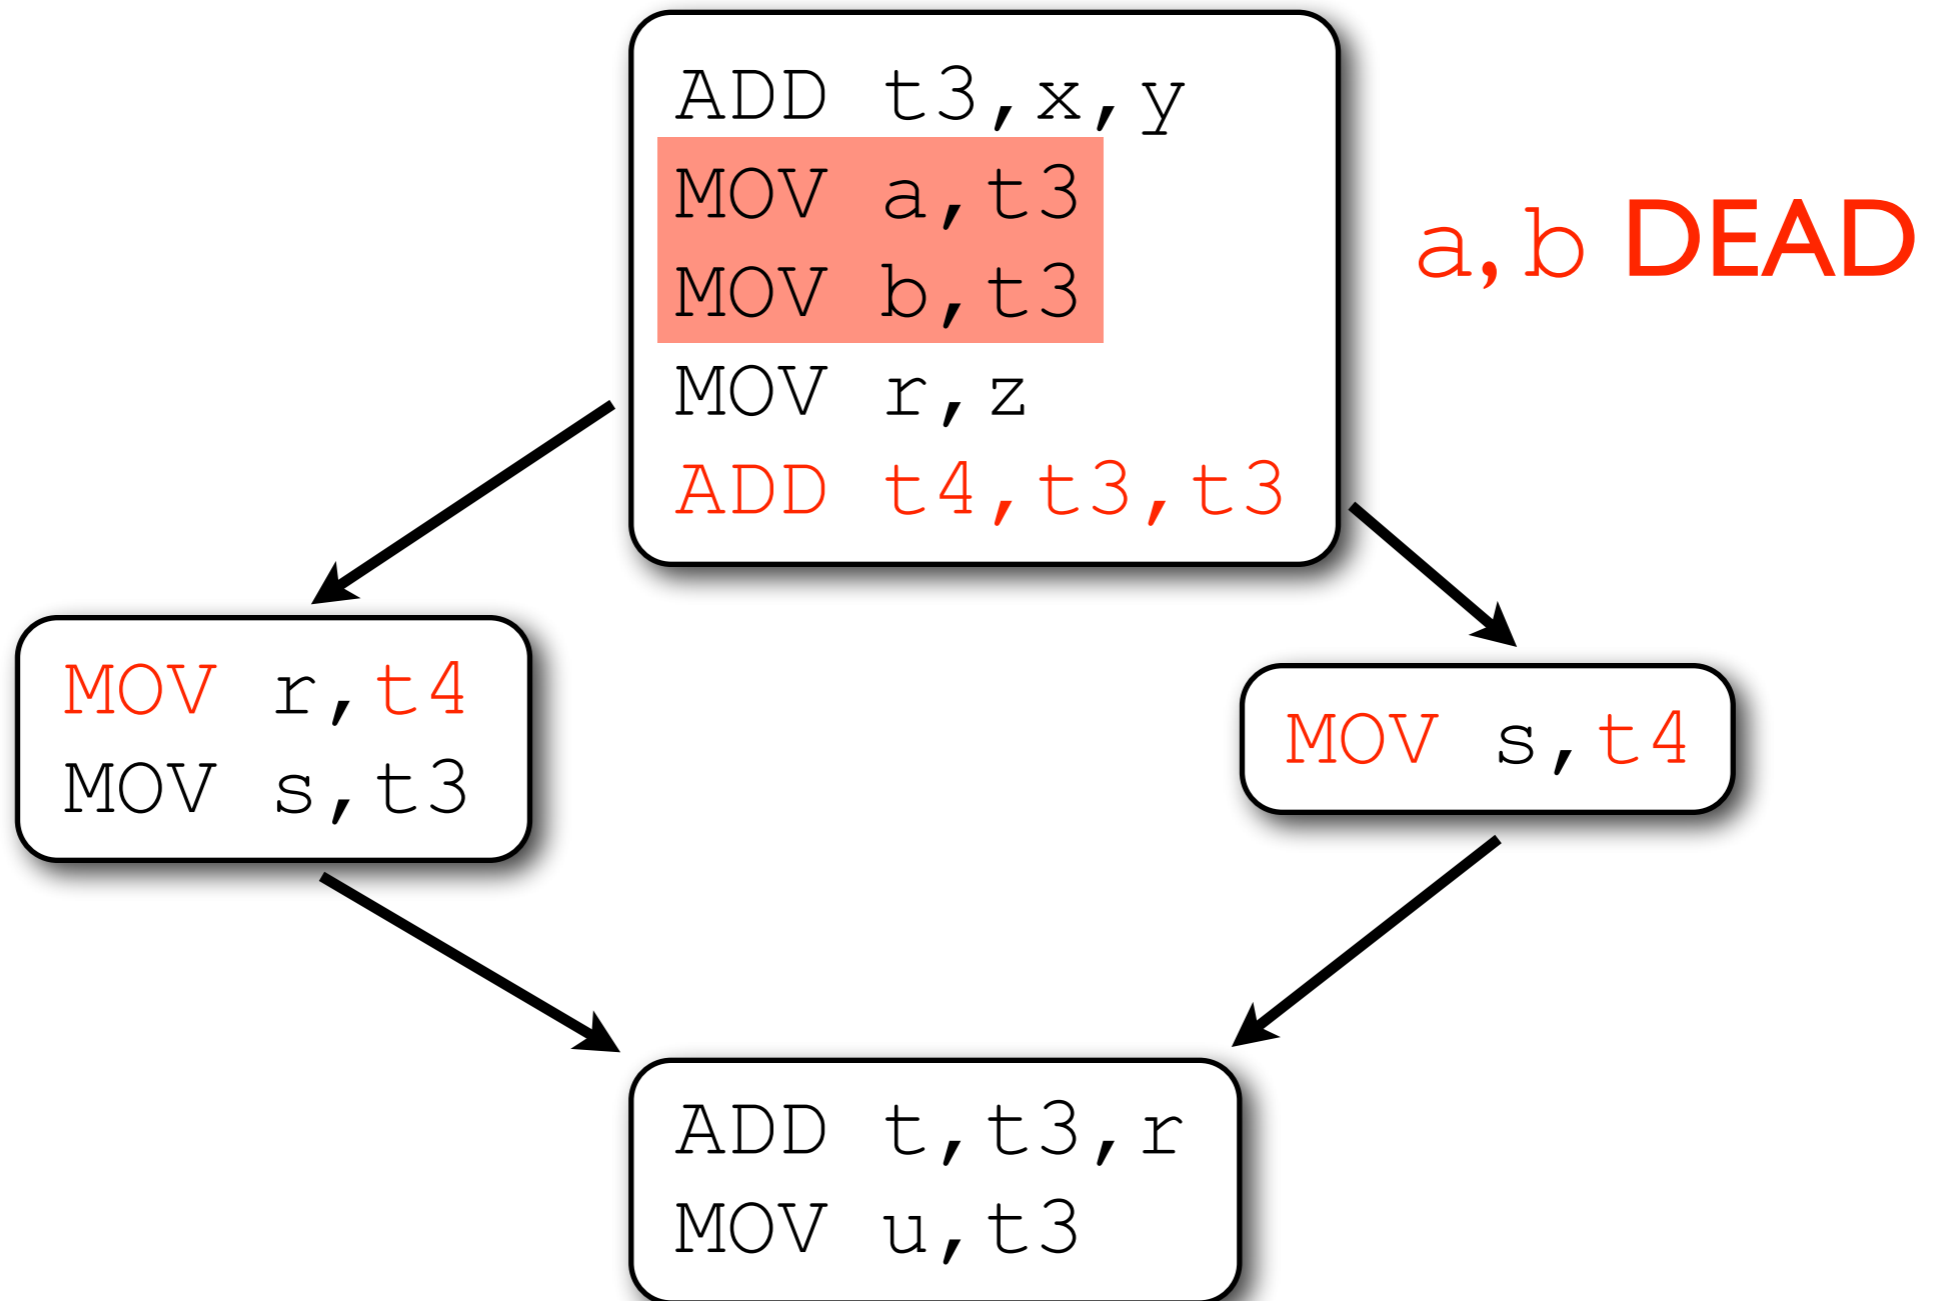 ADD t3,x,y
MOV a,t3
MOV b,t3
MOV r,z
ADD t4,t3,t3
a,b DEAD
MOV r,t4
MOV s,t3
MOV s,t4
ADD t,t3,r
MOV u,t3